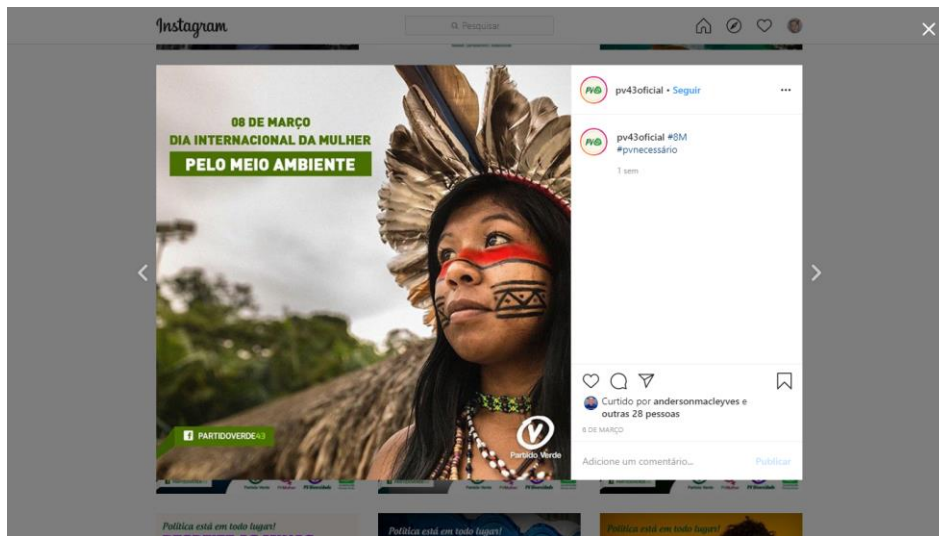 Instagram
Pesquisar
08 DE MARÇO
DIA INTERNACIONAL DA MULHER
PELO MEIO AMBIENTE
PARTIDOVERDE43
Partido Verde
pv43oficial • Seguir
pv43oficial #8M
#pvnecessário
1 sem
Curtido por andersonmacleyves e
outras 28 pessoas
6 DE MARÇO
Adicione um comentário...
Publicar
Política está em todo lugar!
Política está em todo lugar!
Política está em todo lugar!